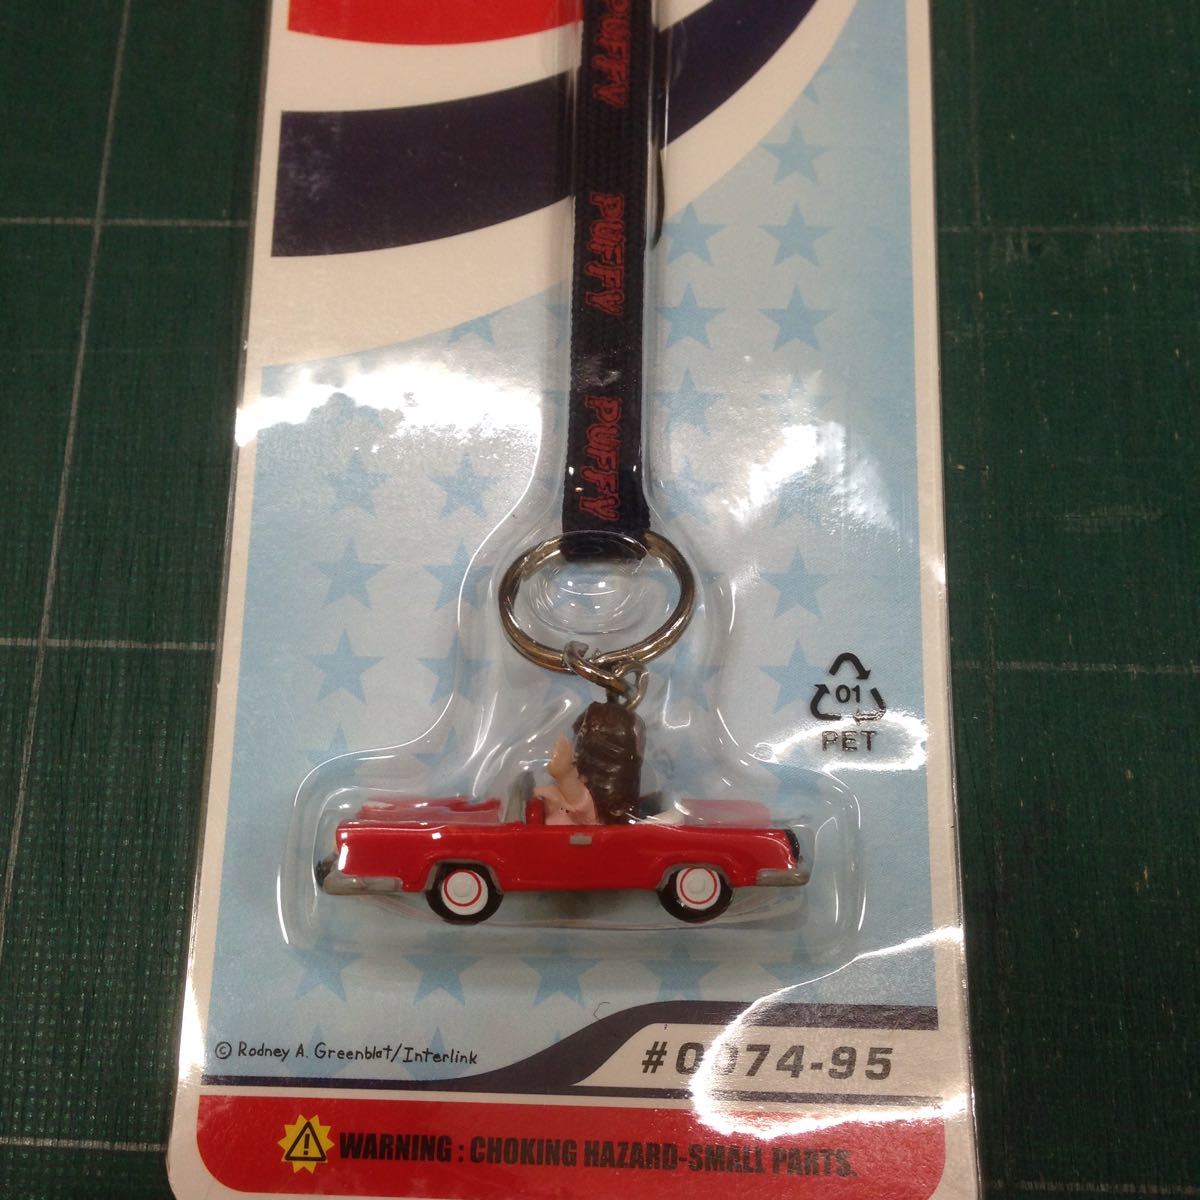 PUFFY
PUFFY
PUFFY
01
PET
© Rodney A. Greenblat/Interlink
#0074-95
WARNING : CHOKING HAZARD-SMALL PARTS.